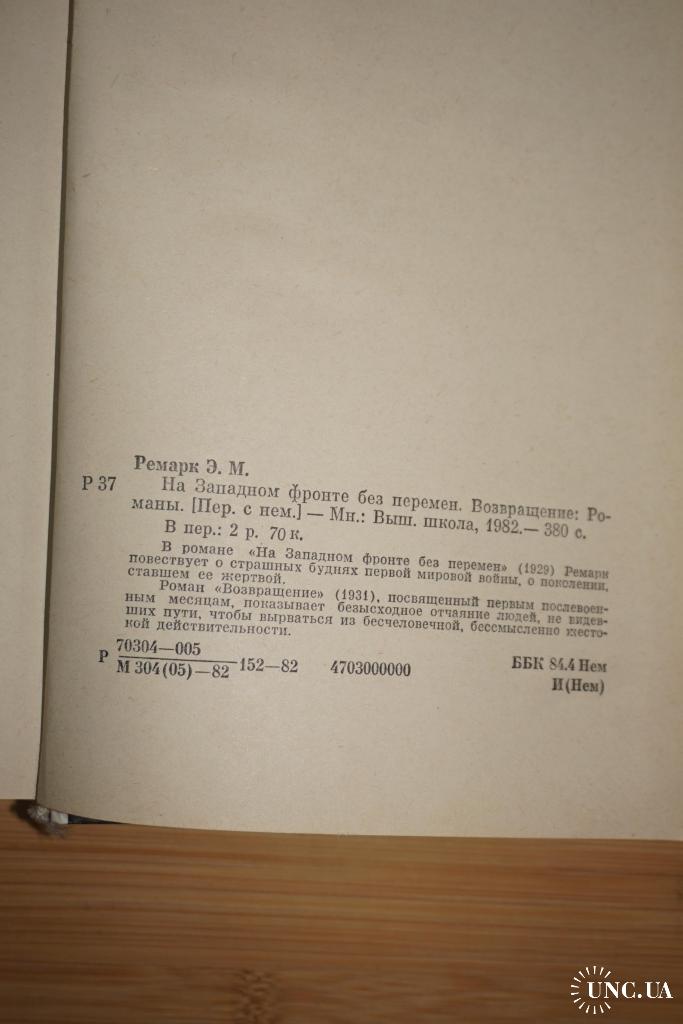 Ремарк Э. М.
Р 37 На Западном фронте без перемен. Возвращение: Ро-
маны. [Пер. с нем.] — Мн.: Выш. школа, 1982.— 380 с.
В пер.: 2 р. 70 к.
В романе «На Западном фронте без перемен» (1929) Ремарк
повествует о страшных буднях первой мировой войны, о поколении,
ставшем ее жертвой.
Роман «Возвращение» (1931), посвященный первым послевоен-
ным месяцам, показывает безысходное отчаяние людей, не видев-
ших пути, чтобы вырваться из бесчеловечной, бессмысленно жесто-
кой действительности.
Р 70304—005
М 304(05)—82 152—82 4703000000 ББК 84.4 Нем
И(Нем)
UNC.UA